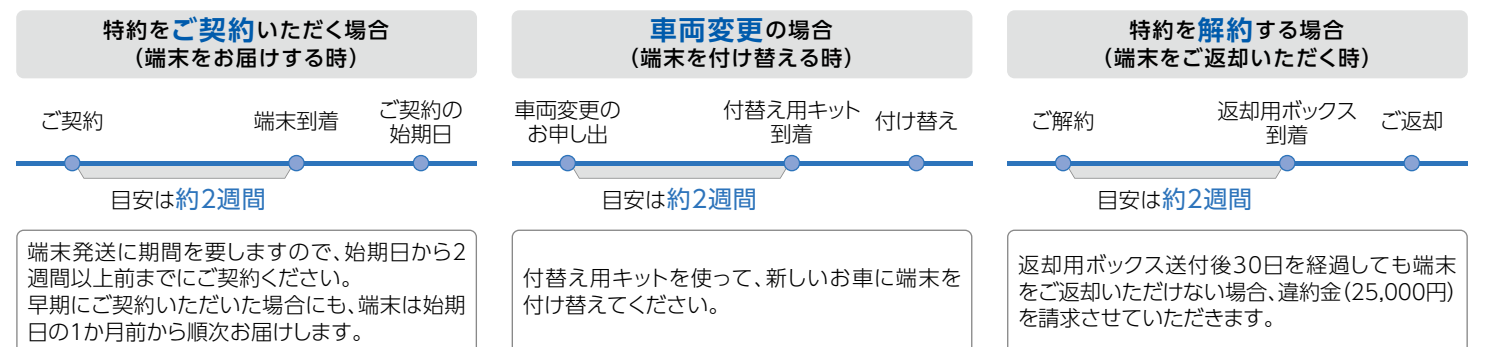 特約をご契約いただく場合
（端末をお届けする時）
ご契約
端末到着
ご契約の
始期日
目安は約2週間
端末発送に期間を要しますので、始期日から2
週間以上前までにご契約ください。
早期にご契約いただいた場合にも、端末は始期
日の1か月前から順次お届けします。
車両変更の場合
（端末を付け替える時）
車両変更の
お申し出
付替え用キット
到着
付け替え
目安は約2週間
付替え用キットを使って、新しいお車に端末を
付け替えてください。
特約を解約する場合
（端末をご返却いただく時）
ご解約
返却用ボックス
到着
ご返却
目安は約2週間
返却用ボックス送付後30日を経過しても端末
をご返却いただけない場合、違約金（25,000円）
を請求させていただきます。